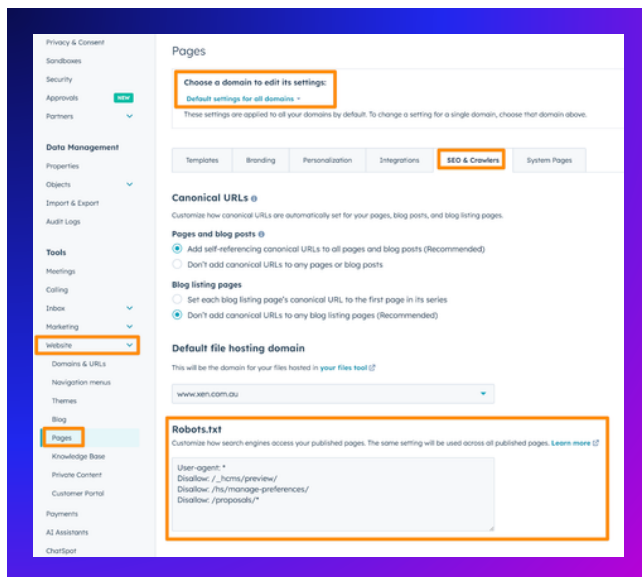 Privacy & Consent
Sandboxes
Security
Approvals NEW
Partners
Data Management
Properties
Objects
Import & Export
Audit Logs
Tools
Meetings
Calling
Inbox
Marketing
Website
Domains & URLs
Navigation menus
Themes
Blog
Pages
Knowledge Base
Private Content
Customer Portal
Payments
AI Assistants
ChatSpot
Pages
Choose a domain to edit its settings:
Default settings for all domains
These settings are applied to all your domains by default. To change a setting for a single domain, choose that domain above.
Templates Branding Personalization Integrations SEO & Crawlers System Pages
Canonical URLs
Customize how canonical URLs are automatically set for your pages, blog posts, and blog listing pages.
Pages and blog posts
Add self-referencing canonical URLs to all pages and blog posts (Recommended)
Don't add canonical URLs to any pages or blog posts
Blog listing pages
Set each blog listing page's canonical URL to the first page in its series
Don't add canonical URLs to any blog listing pages (Recommended)
Default file hosting domain
This will be the domain for your files hosted in your files tool
www.xen.com.au
Robots.txt
Customize how search engines access your published pages. The same setting will be used across all published pages. Learn more
User-agent: *
Disallow: /_hcms/preview/
Disallow: /hs/manage-preferences/
Disallow: /proposals/*